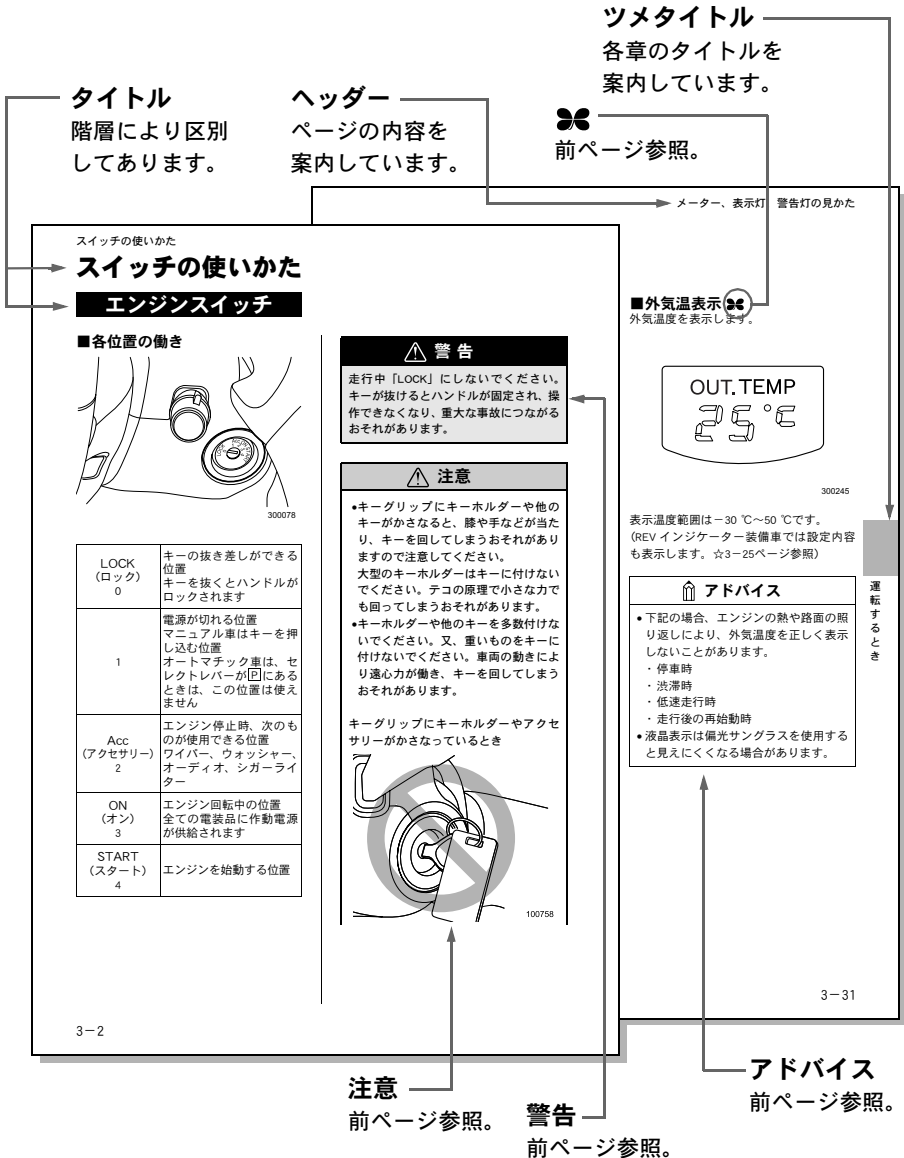 ツメタイトル
各章のタイトルを
案内しています。
タイトル
階層により区別
してあります。
ヘッダー
ページの内容を
案内しています。
前ページ参照。
メーター、表示灯、警告灯の見かた
スイッチの使いかた
スイッチの使いかた
エンジンスイッチ
■各位置の働き
300078
LOCK
（ロック）
0
キーの抜き差しができる
位置
キーを抜くとハンドルが
ロックされます
1
電源が切れる位置
マニュアル車はキーを押
し込む位置
オートマチック車は、セ
レクトレバーがPにある
ときは、この位置は使え
ません
Acc
（アクセサリー）
2
エンジン停止時、次のも
のが使用できる位置
ワイパー、ウォッシャー、
オーディオ、シガーライ
ター
ON
（オン）
3
エンジン回転中の位置
全ての電装品に作動電源
が供給されます
START
（スタート）
4
エンジンを始動する位置
警告
走行中「LOCK」にしないでください。
キーが抜けるとハンドルが固定され、操
作できなくなり、重大な事故につながる
おそれがあります。
注意
•キーグリップにキーホルダーや他の
キーがかさなると、膝や手などが当た
り、キーを回してしまうおそれがあり
ますので注意してください。
大型のキーホルダーはキーに付けない
でください。テコの原理で小さな力で
も回ってしまうおそれがあります。
•キーホルダーや他のキーを多数付けな
いでください。又、重いものをキーに
付けないでください。車両の動きによ
り遠心力が働き、キーを回してしまう
おそれがあります。
キーグリップにキーホルダーやアクセ
サリーがかさなっているとき
100758
3－2
■外気温表示
外気温度を表示します。
OUT.TEMP
25°C
300245
表示温度範囲は－30 ℃～50 ℃です。
（REV インジケーター装備車では設定内容
も表示します。☆3－25ページ参照）
アドバイス
•下記の場合、エンジンの熱や路面の照
り返しにより、外気温度を正しく表示
しないことがあります。
・停車時
・渋滞時
・低速走行時
・走行後の再始動時
•液晶表示は偏光サングラスを使用する
と見えにくくなる場合があります。
運転するとき
3－31
注意
前ページ参照。
警告
前ページ参照。
アドバイス
前ページ参照。